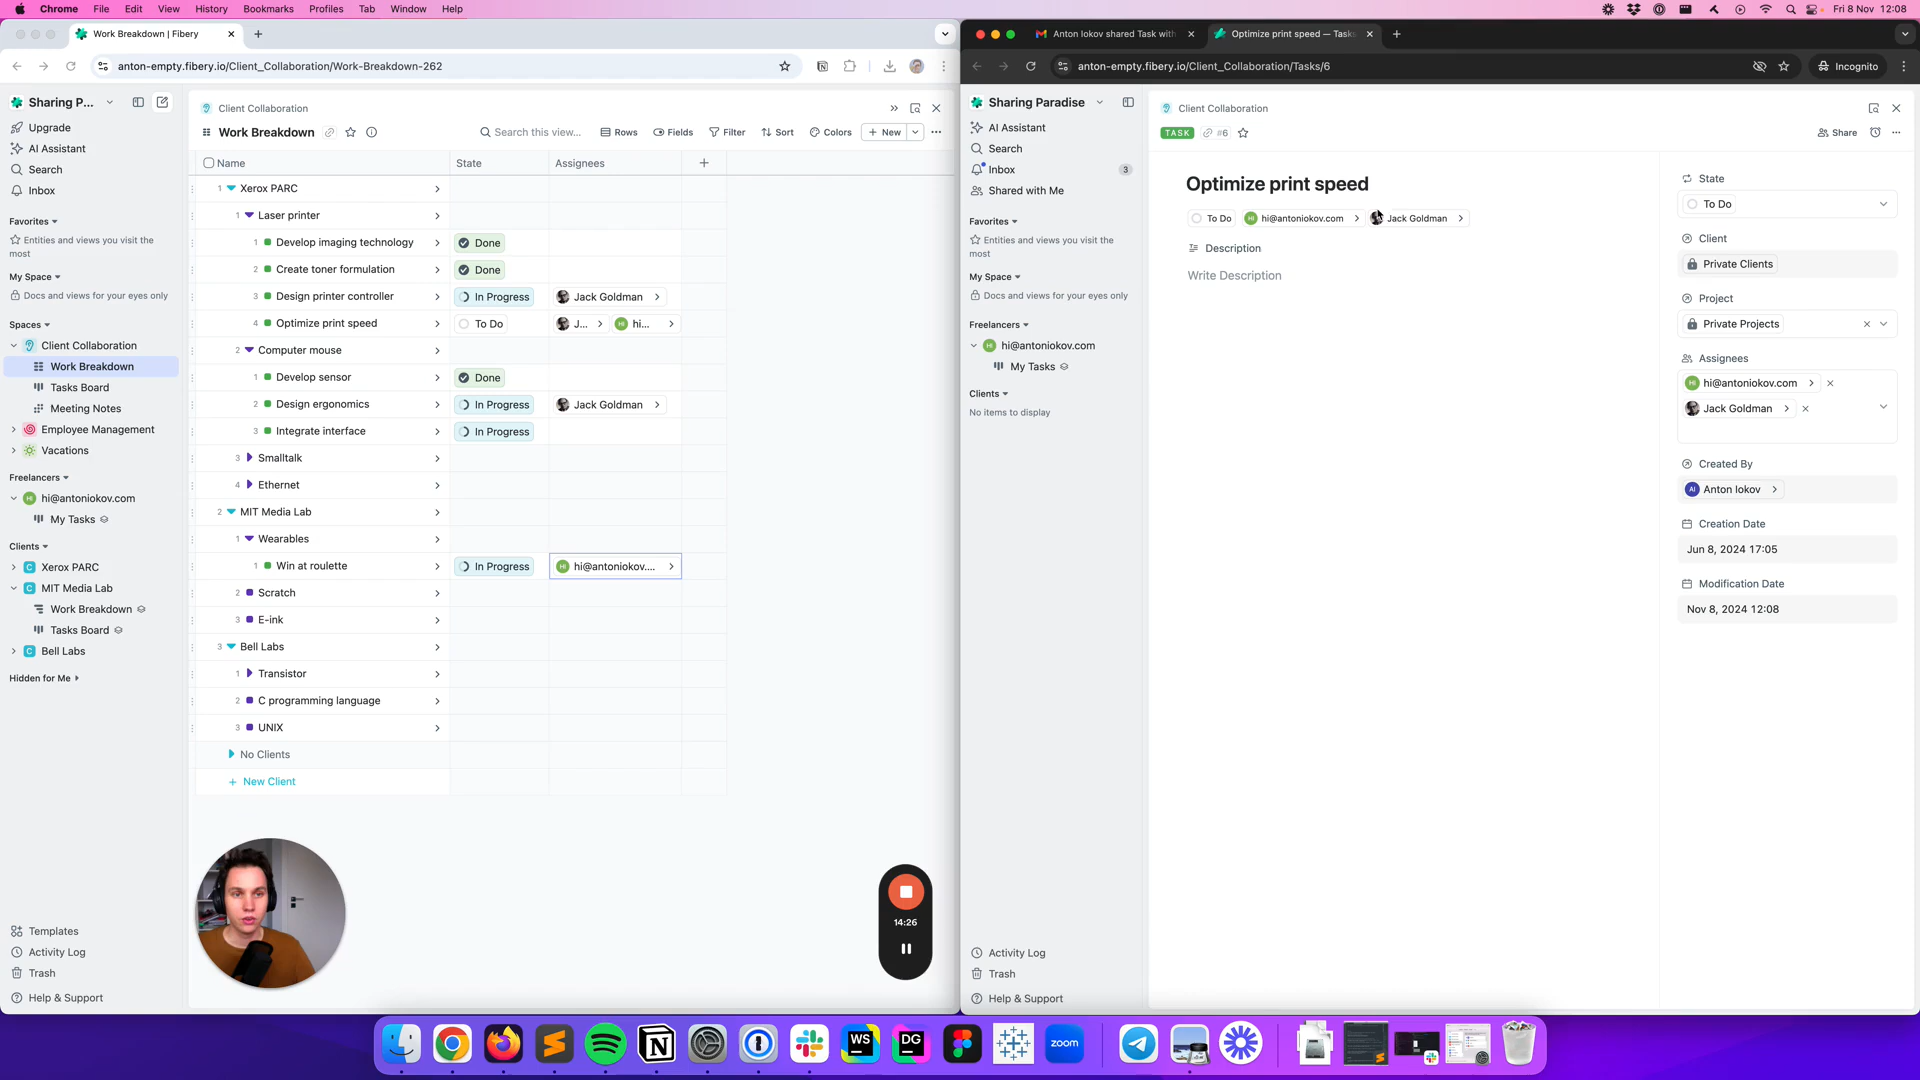 Chrome File Edit View History Bookmarks Profiles Tab Window Help
Fri 8 Nov 12:08
Work Breakdown | Fibery
anton-empty.fibery.io/Client_Collaboration/Work-Breakdown-262
Sharing P...
Upgrade
AI Assistant
Search
Inbox
Favorites
Entities and views you visit the
most
My Space
Docs and views for your eyes only
Spaces
Client Collaboration
Work Breakdown
Tasks Board
Meeting Notes
Employee Management
Vacations
Freelancers
hi@antoniokov.com
My Tasks
Clients
C Xerox PARC
C MIT Media Lab
Work Breakdown
Tasks Board
C Bell Labs
Hidden for Me
Templates
Activity Log
Trash
Help & Support
Client Collaboration
Work Breakdown
Search this view...
Rows
Fields
Filter
Sort
Colors
+ New
Name State Assignees +
1 Xerox PARC
1 Laser printer
1 Develop imaging technology Done
2 Create toner formulation Done
3 Design printer controller In Progress Jack Goldman
4 Optimize print speed To Do J... HI hi...
2 Computer mouse
1 Develop sensor Done
2 Design ergonomics In Progress Jack Goldman
3 Integrate interface In Progress
3 Smalltalk
4 Ethernet
2 MIT Media Lab
1 Wearables
1 Win at roulette In Progress HI hi@antoniokov....
2 Scratch
3 E-ink
3 Bell Labs
1 Transistor
2 C programming language
3 UNIX
No Clients
+ New Client
14:26
Anton Iokov shared Task with
Optimize print speed — Tasks
anton-empty.fibery.io/Client_Collaboration/Tasks/6
Incognito
Sharing Paradise
AI Assistant
Search
Inbox 3
Shared with Me
Favorites
Entities and views you visit the
most
My Space
Docs and views for your eyes only
Freelancers
hi@antoniokov.com
My Tasks
Clients
No items to display
Activity Log
Trash
Help & Support
Client Collaboration
TASK #6
Share
Optimize print speed
To Do HI hi@antoniokov.com Jack Goldman
Description
Write Description
State
To Do
Client
Private Clients
Project
Private Projects
Assignees
HI hi@antoniokov.com
Jack Goldman
Created By
AI Anton Iokov
Creation Date
Jun 8, 2024 17:05
Modification Date
Nov 8, 2024 12:08
WS
DG
zoom